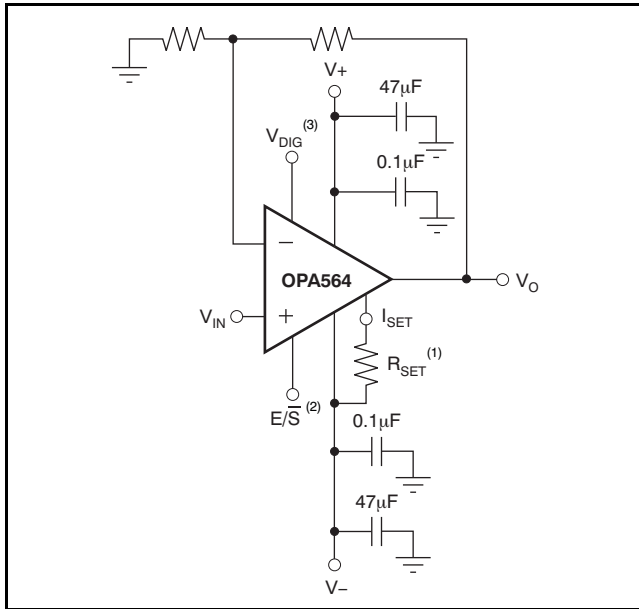 V+
47µF
V_DIG (3)
0.1µF
−
OPA564
V_O
V_IN
+
I_SET
R_SET (1)
E/S̅ (2)
0.1µF
47µF
V−